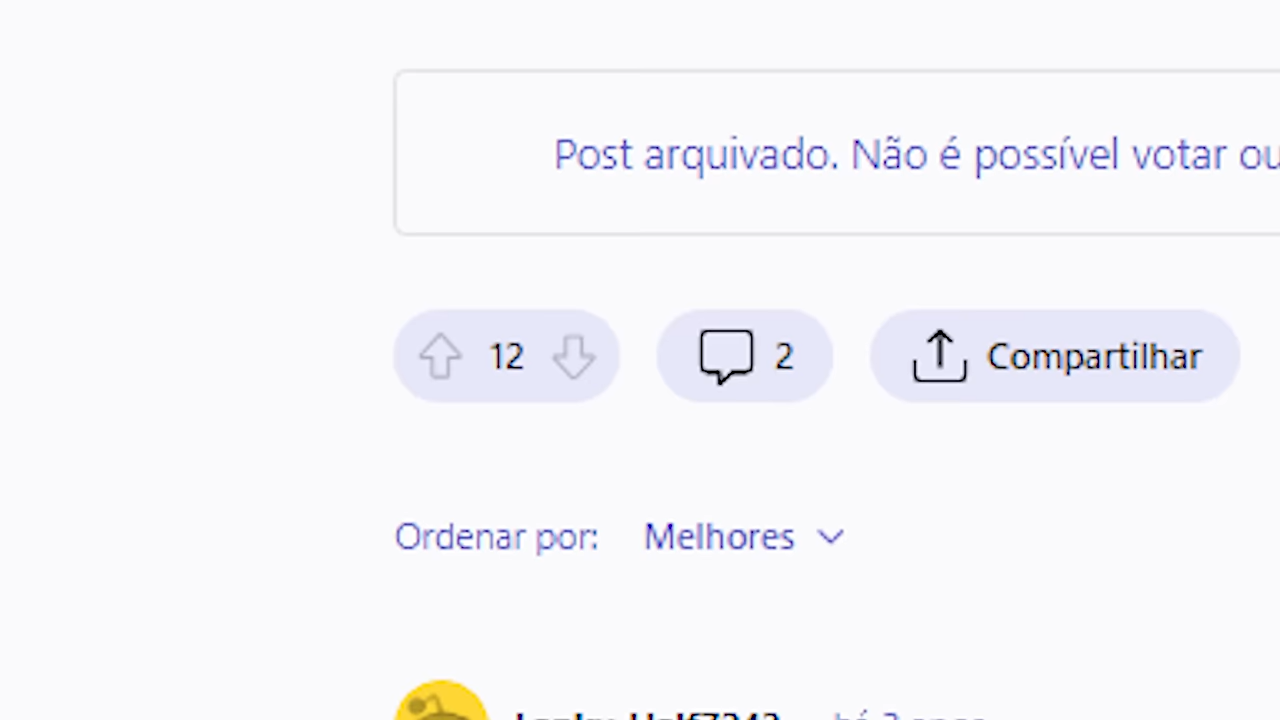 Post arquivado. Não é possível votar ou
12 2 Compartilhar
Ordenar por: Melhores